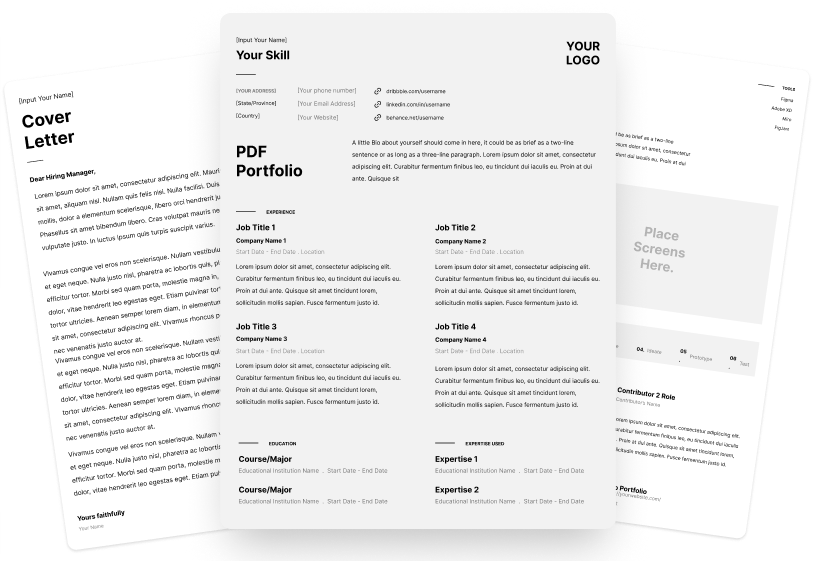 [Input Your Name]
Cover
Letter
Dear Hiring Manager,
Lorem ipsum dolor sit amet, consectetur adipiscing elit. Mauri
sit amet, aliquam nisl. Nullam quis felis nisl. Nulla facilisi. Duis
mollis, dolor a elementum scelerisque, libero orci hendrerit ju
Phasellus sit amet bibendum libero. Cras volutpat mauris ne
vulputate justo. In luctus ipsum quis turpis suscipit varius.
Vivamus congue vel eros non scelerisque. Nullam vestibulu
et eget neque. Nulla justo nisi, pharetra ac lobortis quis, pl
efficitur tortor. Morbi sed quam porta, molestie magna in,
dolor, vitae hendrerit leo egestas eget. Etiam pulvinar tor
tortor ultricies. Aenean semper lorem diam, in elementum
sit amet, consectetur adipiscing elit. Vivamus rhoncus p
nec venenatis justo auctor at.
Vivamus congue vel eros non scelerisque. Nullam vesti
et eget neque. Nulla justo nisi, pharetra ac lobortis qui
efficitur tortor. Morbi sed quam porta, molestie magna
dolor, vitae hendrerit leo egestas eget. Etiam pulvinar
tortor ultricies. Aenean semper lorem diam, in eleme
sit amet, consectetur adipiscing elit. Vivamus rhonc
nec venenatis justo auctor at.
Vivamus congue vel eros non scelerisque. Nullam v
et eget neque. Nulla justo nisi, pharetra ac lobortis
efficitur tortor. Morbi sed quam porta, molestie m
dolor, vitae hendrerit leo egestas eget. Etiam pul
Yours faithfully
Your Name
[Input Your Name]
Your Skill
YOUR
LOGO
[YOUR ADDRESS]
[State/Province]
[Country]
[Your phone number]
[Your Email Address]
[Your Website]
dribbble.com/username
linkedin.com/in/username
behance.net/username
PDF
Portfolio
A little Bio about yourself should come in here, it could be as brief as a two-line
sentence or as long as a three-line paragraph. Lorem ipsum dolor sit amet, consectetur
adipiscing elit. Curabitur fermentum finibus leo, eu tincidunt dui iaculis eu. Proin at dui
ante. Quisque sit
EXPERIENCE
Job Title 1
Company Name 1
Start Date - End Date . Location
Lorem ipsum dolor sit amet, consectetur adipiscing elit.
Curabitur fermentum finibus leo, eu tincidunt dui iaculis eu.
Proin at dui ante. Quisque sit amet tincidunt lorem,
sollicitudin mollis sapien. Fusce fermentum justo id.
Job Title 2
Company Name 2
Start Date - End Date . Location
Lorem ipsum dolor sit amet, consectetur adipiscing elit.
Curabitur fermentum finibus leo, eu tincidunt dui iaculis eu.
Proin at dui ante. Quisque sit amet tincidunt lorem,
sollicitudin mollis sapien. Fusce fermentum justo id.
Job Title 3
Company Name 3
Start Date - End Date . Location
Lorem ipsum dolor sit amet, consectetur adipiscing elit.
Curabitur fermentum finibus leo, eu tincidunt dui iaculis eu.
Proin at dui ante. Quisque sit amet tincidunt lorem,
sollicitudin mollis sapien. Fusce fermentum justo id.
Job Title 4
Company Name 4
Start Date - End Date . Location
Lorem ipsum dolor sit amet, consectetur adipiscing elit.
Curabitur fermentum finibus leo, eu tincidunt dui iaculis eu.
Proin at dui ante. Quisque sit amet tincidunt lorem,
sollicitudin mollis sapien. Fusce fermentum justo id.
EDUCATION
Course/Major
Educational Institution Name . Start Date - End Date
Course/Major
Educational Institution Name . Start Date - End Date
EXPERTISE USED
Expertise 1
Educational Institution Name . Start Date - End Date
Expertise 2
Educational Institution Name . Start Date - End Date
TOOLS
Figma
Adobe XD
Miro
Figjam
be as brief as a two-line
sum dolor sit amet, consectetur
dunt dui iaculis eu. Proin at dui
Place
Screens
Here.
04. Ideate
05 . Prototype
06 . Test
Contributor 2 Role
Contributor's Name
m ipsum dolor sit amet, consectetur adipiscing elit.
urabitur fermentum finibus leo, eu tincidunt dui iaculis
. Proin at dui ante. Quisque sit amet tincidunt lorem,
licitudin mollis sapien. Fusce fermentum justo id.
Portfolio
//yourwebsite.com/